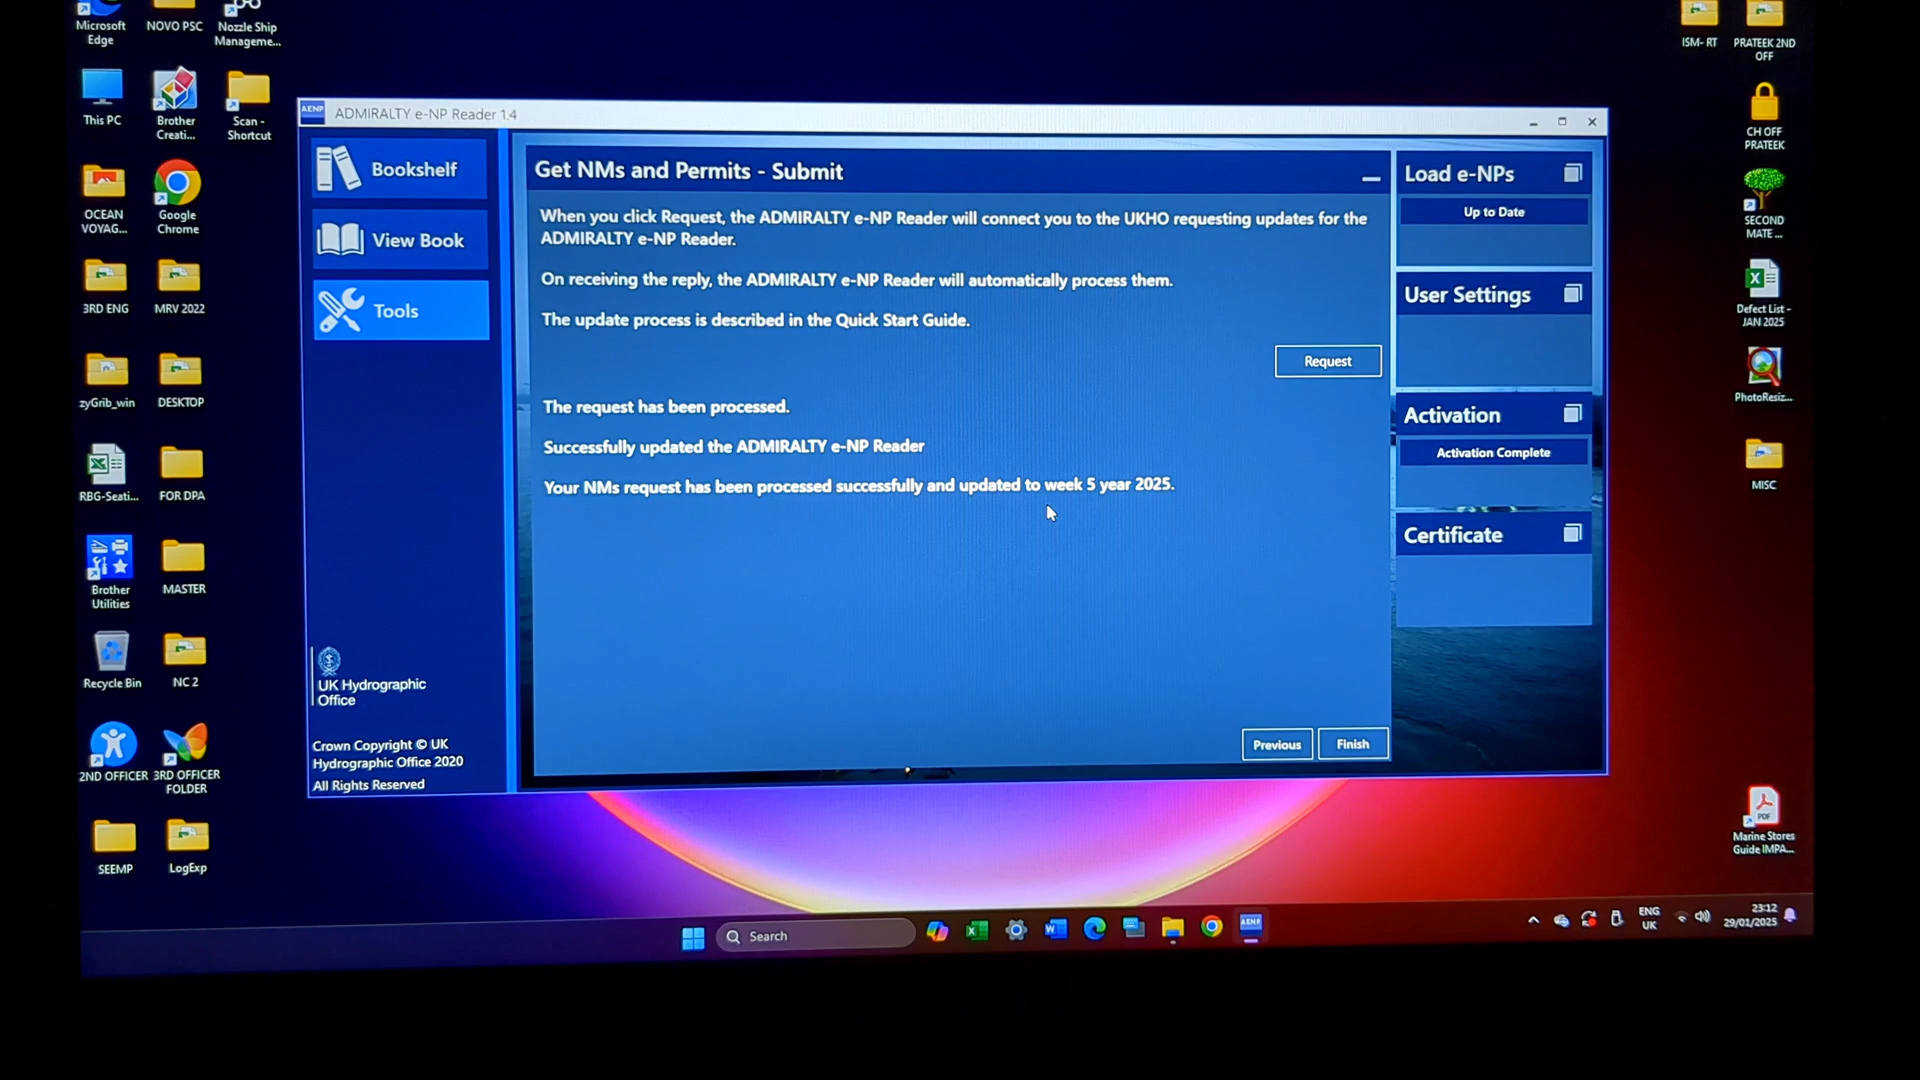 Microsoft
Edge
NOVO PSC
Nozzle Ship
Manageme...
This PC
Brother
Creati...
Scan -
Shortcut
OCEAN
VOYAG...
Google
Chrome
3RD ENG
MRV 2022
zyGrib_win
DESKTOP
RBG-Seati...
FOR DPA
Brother
Utilities
MASTER
Recycle Bin
NC 2
2ND OFFICER
3RD OFFICER
FOLDER
SEEMP
LogExp
AENP
ADMIRALTY e-NP Reader 1.4
Bookshelf
View Book
Tools
UK Hydrographic
Office
Crown Copyright © UK
Hydrographic Office 2020
All Rights Reserved
Get NMs and Permits - Submit
When you click Request, the ADMIRALTY e-NP Reader will connect you to the UKHO requesting updates for the
ADMIRALTY e-NP Reader.
On receiving the reply, the ADMIRALTY e-NP Reader will automatically process them.
The update process is described in the Quick Start Guide.
Request
The request has been processed.
Successfully updated the ADMIRALTY e-NP Reader
Your NMs request has been processed successfully and updated to week 5 year 2025.
Previous
Finish
Load e-NPs
Up to Date
User Settings
Activation
Activation Complete
Certificate
ISM- RT
PRATEEK 2ND
OFF
CH OFF
PRATEEK
SECOND
MATE ...
Defect List -
JAN 2025
PhotoResiz...
MISC
PDF
Marine Stores
Guide IMPA...
Search
AENP
ENG
UK
23:12
29/01/2025